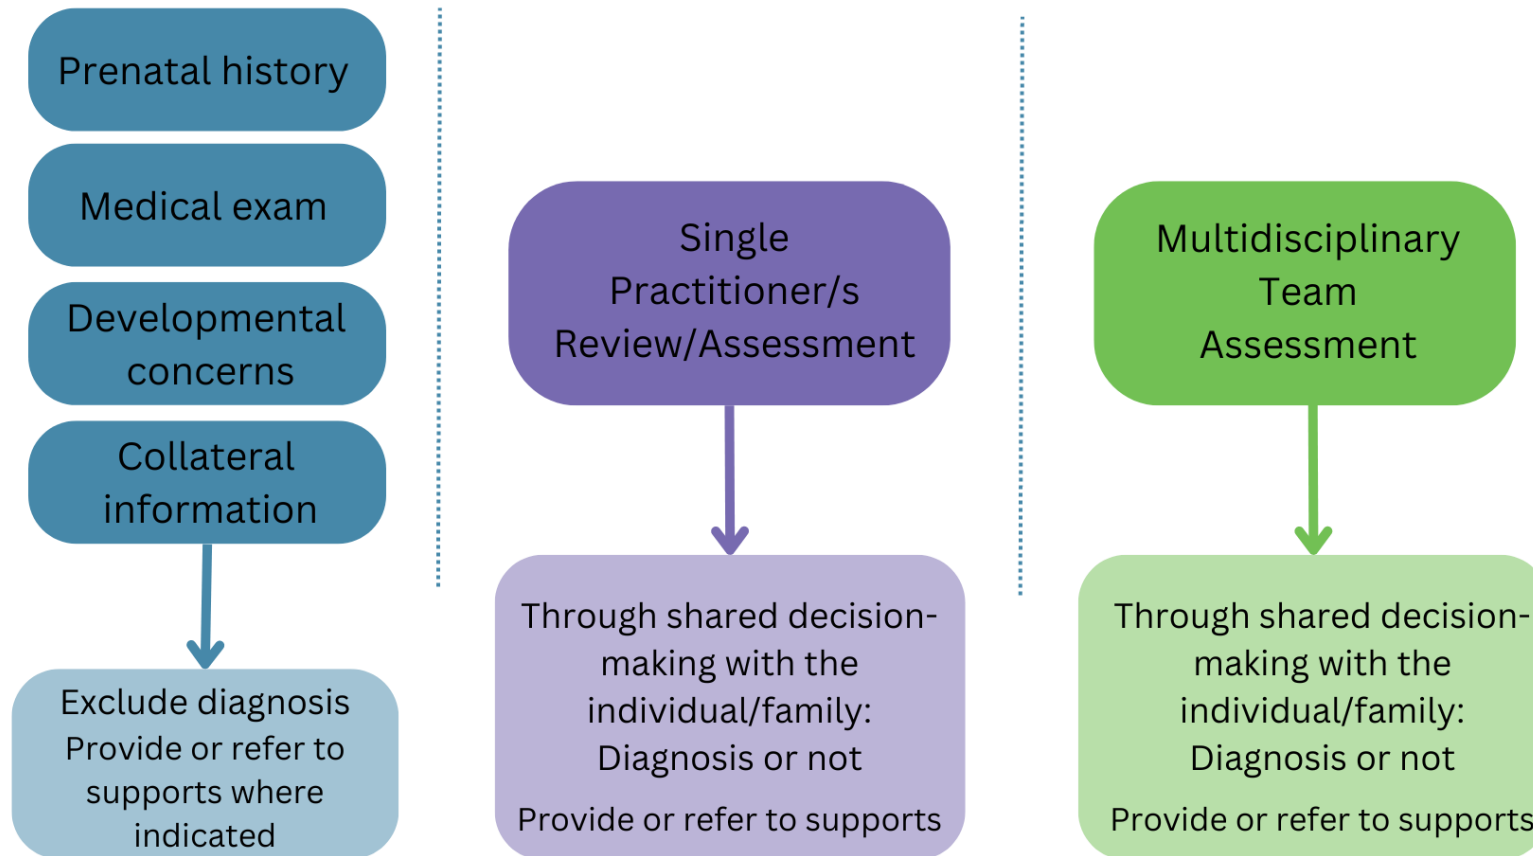 Prenatal history
Medical exam
Developmental
concerns
Collateral
information
Exclude diagnosis
Provide or refer to
supports where
indicated
Single
Practitioner/s
Review/Assessment
Through shared decision-
making with the
individual/family:
Diagnosis or not
Provide or refer to supports
Multidisciplinary
Team
Assessment
Through shared decision-
making with the
individual/family:
Diagnosis or not
Provide or refer to supports